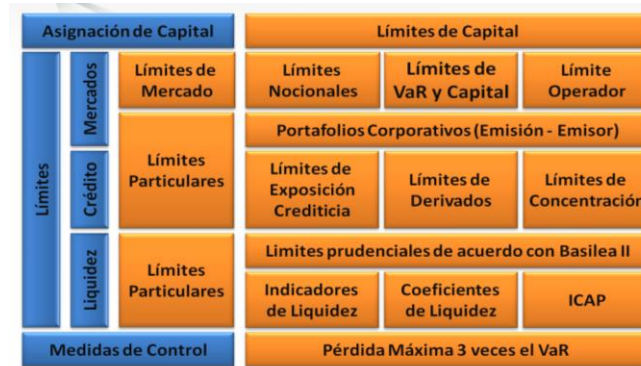 Asignación de Capital
Límites de Capital
Límites
Mercados
Límites de
Mercado
Límites
Nocionales
Límites de
VaR y Capital
Límite
Operador
Portafolios Corporativos (Emisión - Emisor)
Crédito
Límites
Particulares
Límites de
Exposición
Crediticia
Límites de
Derivados
Límites de
Concentración
Liquidez
Límites
Particulares
Limites prudenciales de acuerdo con Basilea II
Indicadores
de Liquidez
Coeficientes
de Liquidez
ICAP
Medidas de Control
Pérdida Máxima 3 veces el VaR